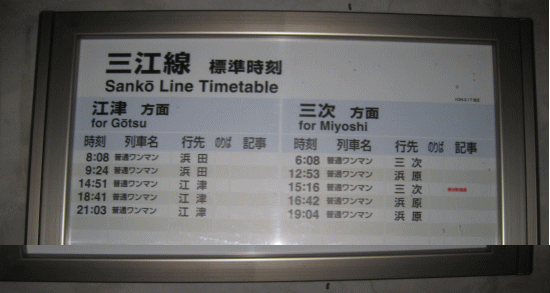 三江線 標準時刻
Sankō Line Timetable
江津 方面
for Gōtsu
時刻 列車名 行先 のりば 記事
8:08 普通ワンマン 浜田
9:24 普通ワンマン 浜田
14:51 普通ワンマン 江津
18:41 普通ワンマン 江津
21:03 普通ワンマン 江津
三次 方面
for Miyoshi
時刻 列車名 行先 のりば 記事
6:08 普通ワンマン 三次
12:53 普通ワンマン 浜原
15:16 普通ワンマン 三次
16:42 普通ワンマン 浜原
19:04 普通ワンマン 浜原